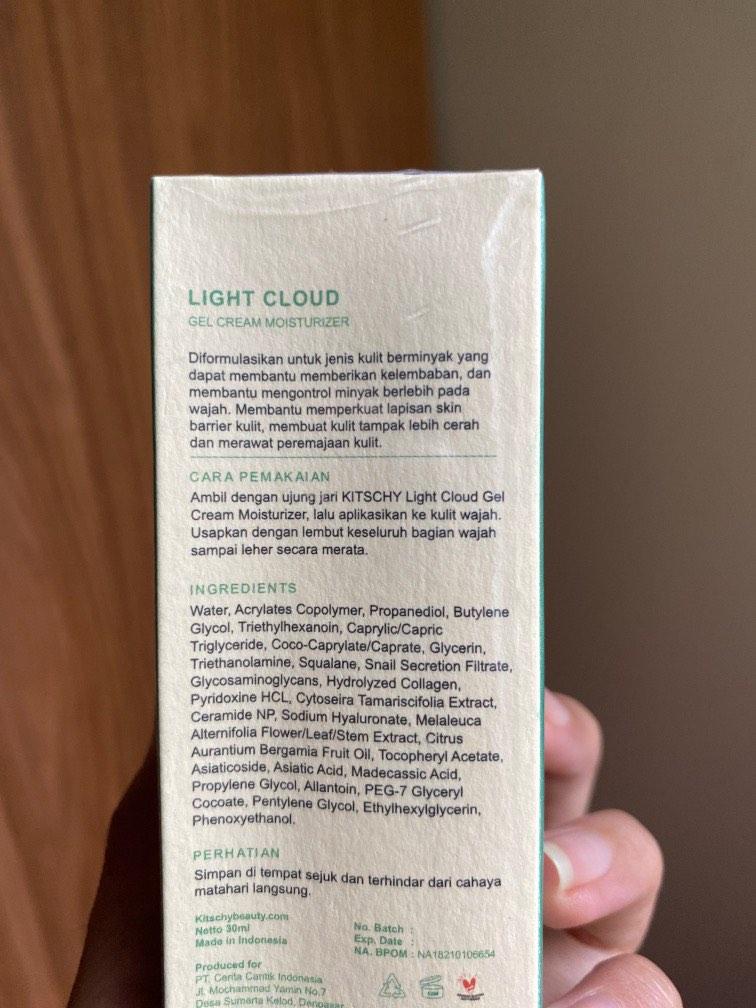 LIGHT CLOUD
GEL CREAM MOISTURIZER
Diformulasikan untuk jenis kulit berminyak yang
dapat membantu memberikan kelembaban, dan
membantu mengontrol minyak berlebih pada
wajah. Membantu memperkuat lapisan skin
barrier kulit, membuat kulit tampak lebih cerah
dan merawat peremajaan kulit.
CARA PEMAKAIAN
Ambil dengan ujung jari KITSCHY Light Cloud Gel
Cream Moisturizer, lalu aplikasikan ke kulit wajah.
Usapkan dengan lembut keseluruh bagian wajah
sampai leher secara merata.
INGREDIENTS
Water, Acrylates Copolymer, Propanediol, Butylene
Glycol, Triethylhexanoin, Caprylic/Capric
Triglyceride, Coco-Caprylate/Caprate, Glycerin,
Triethanolamine, Squalane, Snail Secretion Filtrate,
Glycosaminoglycans, Hydrolyzed Collagen,
Pyridoxine HCL, Cytoseira Tamariscifolia Extract,
Ceramide NP, Sodium Hyaluronate, Melaleuca
Alternifolia Flower/Leaf/Stem Extract, Citrus
Aurantium Bergamia Fruit Oil, Tocopheryl Acetate,
Asiaticoside, Asiatic Acid, Madecassic Acid,
Propylene Glycol, Allantoin, PEG-7 Glyceryl
Cocoate, Pentylene Glycol, Ethylhexylglycerin,
Phenoxyethanol.
PERHATIAN
Simpan di tempat sejuk dan terhindar dari cahaya
matahari langsung.
Kitschybeauty.com
Netto 30ml
Made in Indonesia
No. Batch :
Exp. Date :
NA. BPOM : NA18210106654
Produced for
PT. Cerita Cantik Indonesia
Jl. Mochammad Yamin No.7
Desa Sumerta Kelod, Denpasar